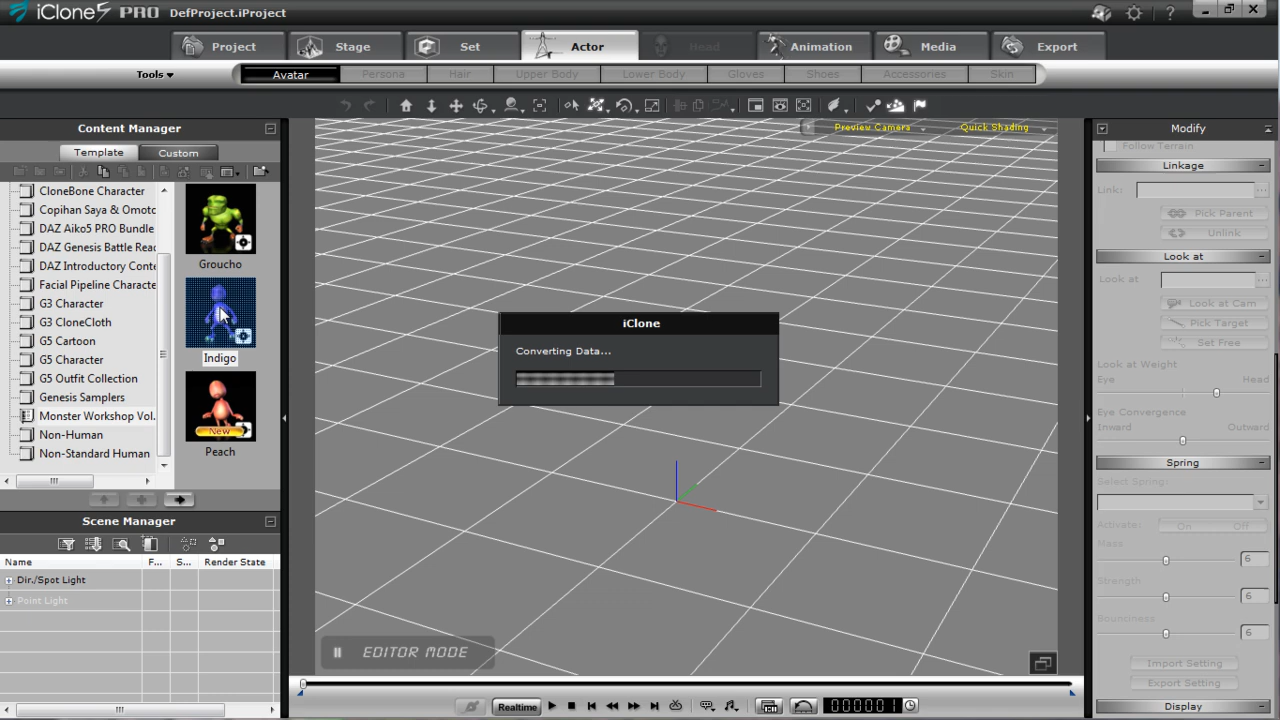 iClone5 PRO DefProject.iProject
Project Stage Set Actor Head Animation Media Export
Tools Avatar Persona Hair Upper Body Lower Body Gloves Shoes Accessories Skin
Content Manager
Template Custom
CloneBone Character
Copihan Saya & Omoto
DAZ Aiko5 PRO Bundle
DAZ Genesis Battle Reac
DAZ Introductory Conte
Facial Pipeline Characte
G3 Character
G3 CloneCloth
G5 Cartoon
G5 Character
G5 Outfit Collection
Genesis Samplers
Monster Workshop Vol.
Non-Human
Non-Standard Human
Groucho
Indigo
New
Peach
Scene Manager
Name F... S... Render State
Dir./Spot Light
Point Light
Preview Camera Quick Shading
iClone
Converting Data...
EDITOR MODE
Realtime 000001
Modify
Follow Terrain
Linkage
Link: ...
Pick Parent
Unlink
Look at
Look at ...
Look at Cam
Pick Target
Set Free
Look at Weight
Eye Head
Eye Convergence
Inward Outward
Spring
Select Spring:
Activate: On Off
Mass
6
Strength
6
Bounciness
6
Import Setting
Export Setting
Display